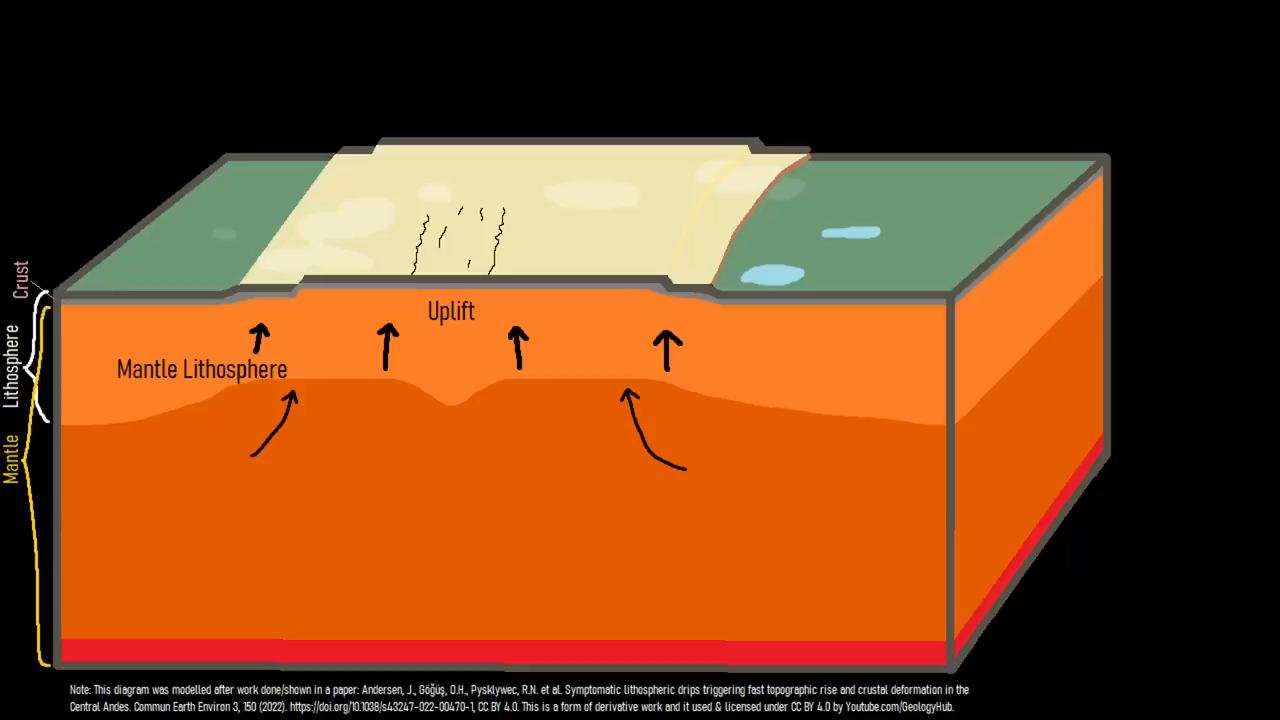 Uplift
Mantle Lithosphere
Crust
Lithosphere
Mantle
Note: This diagram was modelled after work done/shown in a paper: Andersen, J., Göğüş, O.H., Pysklywec, R.N. et al. Symptomatic lithospheric drips triggering fast topographic rise and crustal deformation in the
Central Andes. Commun Earth Environ 3, 150 (2022). https://doi.org/10.1038/s43247-022-00470-1, CC BY 4.0. This is a form of derivative work and it used & licensed under CC BY 4.0 by Youtube.com/GeologyHub.